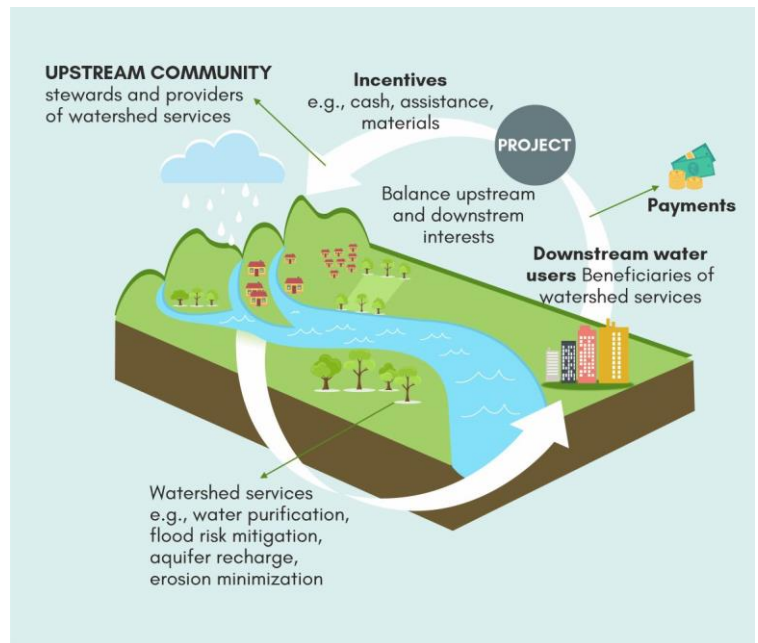 UPSTREAM COMMUNITY
stewards and providers
of watershed services
Incentives
e.g., cash, assistance,
materials
PROJECT
Balance upstream
and downstrem
interests
Payments
Downstream water
users Beneficiaries of
watershed services
Watershed services
e.g., water purification,
flood risk mitigation,
aquifer recharge,
erosion minimization